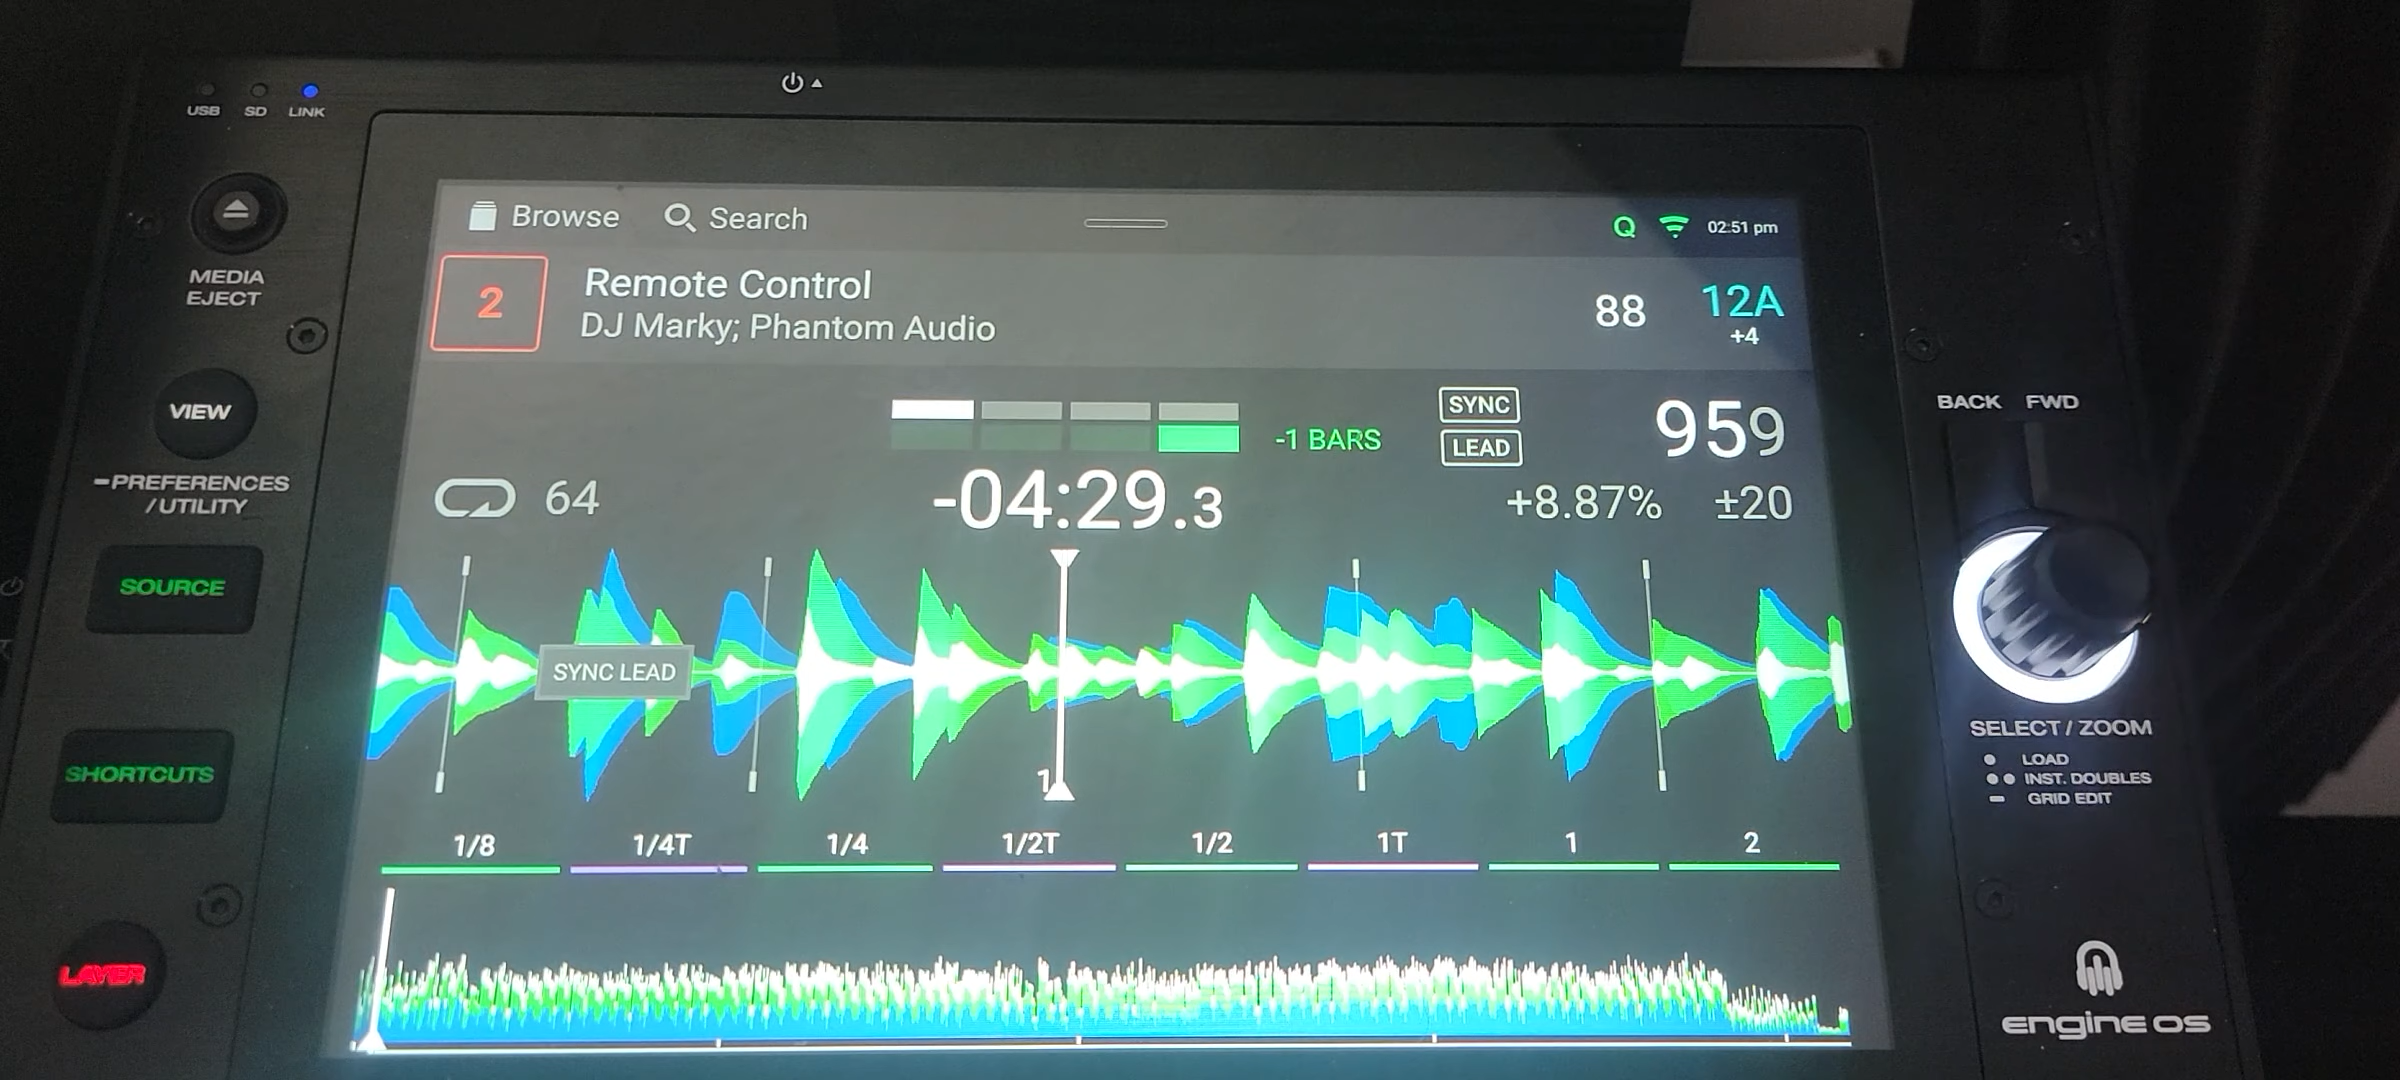 USB SD LINK
MEDIA
EJECT
VIEW
PREFERENCES
/UTILITY
SOURCE
SHORTCUTS
LAYER
Browse Search
Q 02:51 pm
2
Remote Control
DJ Marky; Phantom Audio
88 12A
+4
-1 BARS
SYNC
LEAD
959
64
-04:29.3
+8.87% ±20
SYNC LEAD
1
1/8 1/4T 1/4 1/2T 1/2 1T 1 2
BACK FWD
SELECT / ZOOM
LOAD
INST. DOUBLES
GRID EDIT
engine os